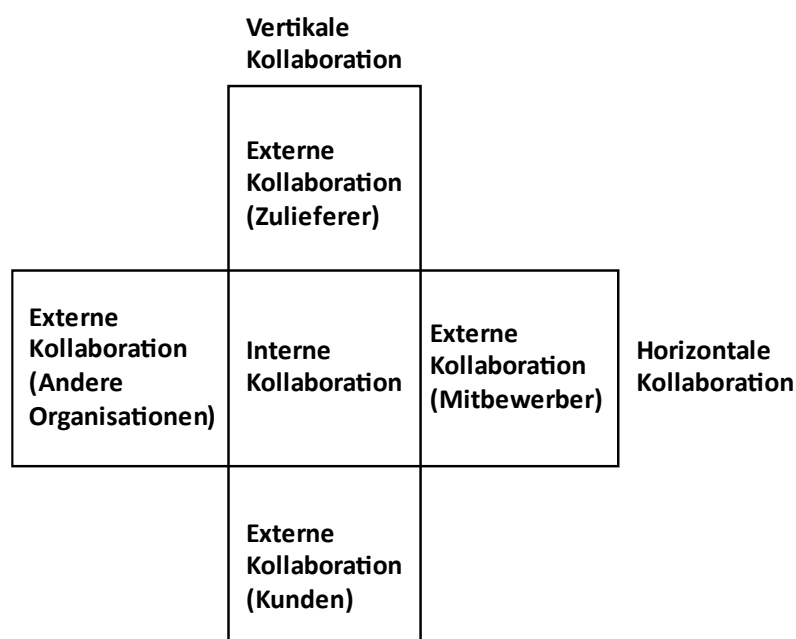 Vertikale
Kollaboration
Externe
Kollaboration
(Zulieferer)
Externe
Kollaboration
(Andere
Organisationen)
Interne
Kollaboration
Externe
Kollaboration
(Mitbewerber)
Horizontale
Kollaboration
Externe
Kollaboration
(Kunden)